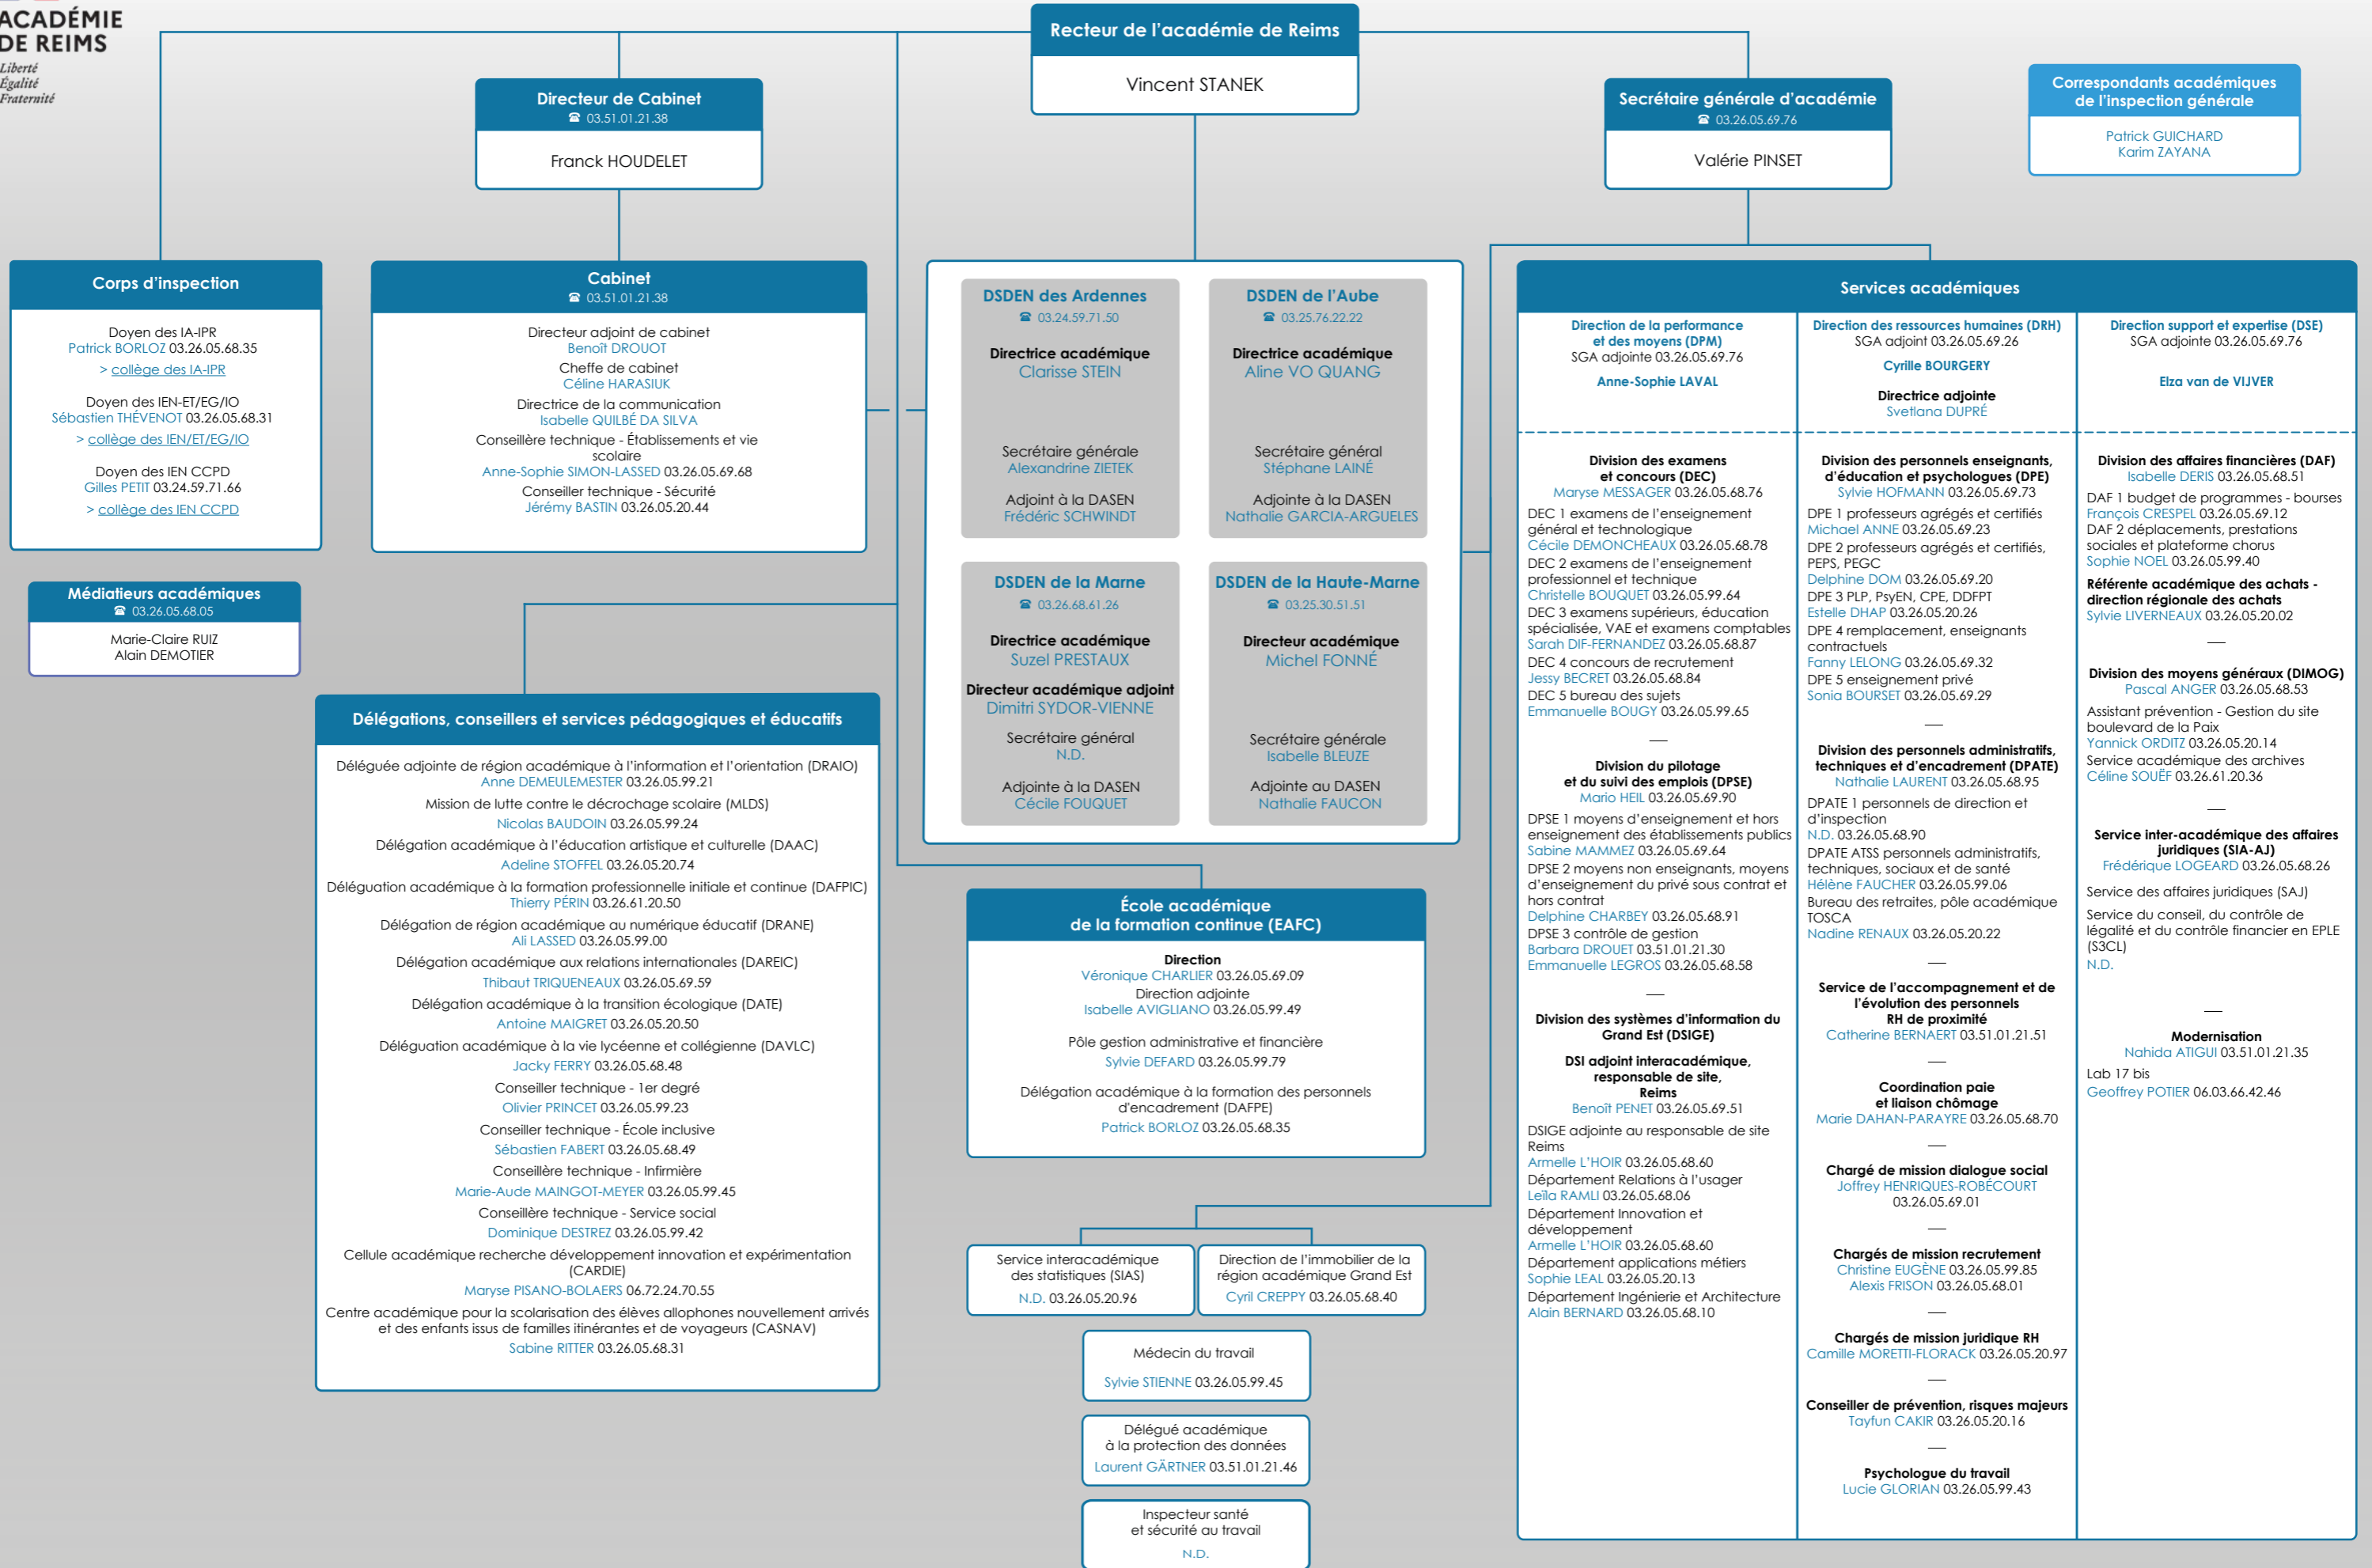 ACADÉMIE
DE REIMS
Liberté
Égalité
Fraternité
Recteur de l'académie de Reims
Vincent STANEK
Directeur de Cabinet
☎ 03.51.01.21.38
Franck HOUDELET
Secrétaire générale d'académie
☎ 03.26.05.69.76
Valérie PINSET
Correspondants académiques
de l'inspection générale
Patrick GUICHARD
Karim ZAYANA
Corps d'inspection
Doyen des IA-IPR
Patrick BORLOZ 03.26.05.68.35
> collège des IA-IPR
Doyen des IEN-ET/EG/IO
Sébastien THÉVENOT 03.26.05.68.31
> collège des IEN/ET/EG/IO
Doyen des IEN CCPD
Gilles PETIT 03.24.59.71.66
> collège des IEN CCPD
Médiateurs académiques
☎ 03.26.05.68.05
Marie-Claire RUIZ
Alain DEMOTIER
Cabinet
☎ 03.51.01.21.38
Directeur adjoint de cabinet
Benoît DROUOT
Cheffe de cabinet
Céline HARASIUK
Directrice de la communication
Isabelle QUILBÉ DA SILVA
Conseillère technique - Établissements et vie
scolaire
Anne-Sophie SIMON-LASSED 03.26.05.69.68
Conseiller technique - Sécurité
Jérémy BASTIN 03.26.05.20.44
DSDEN des Ardennes
☎ 03.24.59.71.50
Directrice académique
Clarisse STEIN
Secrétaire générale
Alexandrine ZIETEK
Adjoint à la DASEN
Frédéric SCHWINDT
DSDEN de l'Aube
☎ 03.25.76.22.22
Directrice académique
Aline VO QUANG
Secrétaire général
Stéphane LAINÉ
Adjointe à la DASEN
Nathalie GARCIA-ARGUELES
DSDEN de la Marne
☎ 03.26.68.61.26
Directrice académique
Suzel PRESTAUX
Directeur académique adjoint
Dimitri SYDOR-VIENNE
Secrétaire général
N.D.
Adjointe à la DASEN
Cécile FOUQUET
DSDEN de la Haute-Marne
☎ 03.25.30.51.51
Directeur académique
Michel FONNÉ
Secrétaire générale
Isabelle BLEUZE
Adjointe au DASEN
Nathalie FAUCON
Délégations, conseillers et services pédagogiques et éducatifs
Déléguée adjointe de région académique à l'information et l'orientation (DRAIO)
Anne DEMEULEMESTER 03.26.05.99.21
Mission de lutte contre le décrochage scolaire (MLDS)
Nicolas BAUDOIN 03.26.05.99.24
Délégation académique à l'éducation artistique et culturelle (DAAC)
Adeline STOFFEL 03.26.05.20.74
Déléguation académique à la formation professionnelle initiale et continue (DAFPIC)
Thierry PÉRIN 03.26.61.20.50
Délégation de région académique au numérique éducatif (DRANE)
Ali LASSED 03.26.05.99.00
Délégation académique aux relations internationales (DAREIC)
Thibaut TRIQUENEAUX 03.26.05.69.59
Délégation académique à la transition écologique (DATE)
Antoine MAIGRET 03.26.05.20.50
Déléguation académique à la vie lycéenne et collégienne (DAVLC)
Jacky FERRY 03.26.05.68.48
Conseiller technique - 1er degré
Olivier PRINCET 03.26.05.99.23
Conseiller technique - École inclusive
Sébastien FABERT 03.26.05.68.49
Conseillère technique - Infirmière
Marie-Aude MAINGOT-MEYER 03.26.05.99.45
Conseillère technique - Service social
Dominique DESTREZ 03.26.05.99.42
Cellule académique recherche développement innovation et expérimentation
(CARDIE)
Maryse PISANO-BOLAERS 06.72.24.70.55
Centre académique pour la scolarisation des élèves allophones nouvellement arrivés
et des enfants issus de familles itinérantes et de voyageurs (CASNAV)
Sabine RITTER 03.26.05.68.31
École académique
de la formation continue (EAFC)
Direction
Véronique CHARLIER 03.26.05.69.09
Direction adjointe
Isabelle AVIGLIANO 03.26.05.99.49
Pôle gestion administrative et financière
Sylvie DEFARD 03.26.05.99.79
Délégation académique à la formation des personnels
d'encadrement (DAFPE)
Patrick BORLOZ 03.26.05.68.35
Service interacadémique
des statistiques (SIAS)
N.D. 03.26.05.20.96
Direction de l'immobilier de la
région académique Grand Est
Cyril CREPPY 03.26.05.68.40
Médecin du travail
Sylvie STIENNE 03.26.05.99.45
Délégué académique
à la protection des données
Laurent GÄRTNER 03.51.01.21.46
Inspecteur santé
et sécurité au travail
N.D.
Services académiques
Direction de la performance
et des moyens (DPM)
SGA adjointe 03.26.05.69.76
Anne-Sophie LAVAL
Division des examens
et concours (DEC)
Maryse MESSAGER 03.26.05.68.76
DEC 1 examens de l'enseignement
général et technologique
Cécile DEMONCHEAUX 03.26.05.68.78
DEC 2 examens de l'enseignement
professionnel et technique
Christelle BOUQUET 03.26.05.99.64
DEC 3 examens supérieurs, éducation
spécialisée, VAE et examens comptables
Sarah DIF-FERNANDEZ 03.26.05.68.87
DEC 4 concours de recrutement
Jessy BECRET 03.26.05.68.84
DEC 5 bureau des sujets
Emmanuelle BOUGY 03.26.05.99.65
Division du pilotage
et du suivi des emplois (DPSE)
Mario HEIL 03.26.05.69.90
DPSE 1 moyens d'enseignement et hors
enseignement des établissements publics
Sabine MAMMEZ 03.26.05.69.64
DPSE 2 moyens non enseignants, moyens
d'enseignement du privé sous contrat et
hors contrat
Delphine CHARBEY 03.26.05.68.91
DPSE 3 contrôle de gestion
Barbara DROUET 03.51.01.21.30
Emmanuelle LEGROS 03.26.05.68.58
Division des systèmes d'information du
Grand Est (DSIGE)
DSI adjoint interacadémique,
responsable de site,
Reims
Benoît PENET 03.26.05.69.51
DSIGE adjointe au responsable de site
Reims
Armelle L'HOIR 03.26.05.68.60
Département Relations à l'usager
Leïla RAMLI 03.26.05.68.06
Département Innovation et
développement
Armelle L'HOIR 03.26.05.68.60
Département applications métiers
Sophie LEAL 03.26.05.20.13
Département Ingénierie et Architecture
Alain BERNARD 03.26.05.68.10
Direction des ressources humaines (DRH)
SGA adjoint 03.26.05.69.26
Cyrille BOURGERY
Directrice adjointe
Svetlana DUPRÉ
Division des personnels enseignants,
d'éducation et psychologues (DPE)
Sylvie HOFMANN 03.26.05.69.73
DPE 1 professeurs agrégés et certifiés
Michael ANNE 03.26.05.69.23
DPE 2 professeurs agrégés et certifiés,
PEPS, PEGC
Delphine DOM 03.26.05.69.20
DPE 3 PLP, PsyEN, CPE, DDFPT
Estelle DHAP 03.26.05.20.26
DPE 4 remplacement, enseignants
contractuels
Fanny LELONG 03.26.05.69.32
DPE 5 enseignement privé
Sonia BOURSET 03.26.05.69.29
Division des personnels administratifs,
techniques et d'encadrement (DPATE)
Nathalie LAURENT 03.26.05.68.95
DPATE 1 personnels de direction et
d'inspection
N.D. 03.26.05.68.90
DPATE ATSS personnels administratifs,
techniques, sociaux et de santé
Hélène FAUCHER 03.26.05.99.06
Bureau des retraites, pôle académique
TOSCA
Nadine RENAUX 03.26.05.20.22
Service de l'accompagnement et de
l'évolution des personnels
RH de proximité
Catherine BERNAERT 03.51.01.21.51
Coordination paie
et liaison chômage
Marie DAHAN-PARAYRE 03.26.05.68.70
Chargé de mission dialogue social
Joffrey HENRIQUES-ROBÉCOURT
03.26.05.69.01
Chargés de mission recrutement
Christine EUGÈNE 03.26.05.99.85
Alexis FRISON 03.26.05.68.01
Chargés de mission juridique RH
Camille MORETTI-FLORACK 03.26.05.20.97
Conseiller de prévention, risques majeurs
Tayfun CAKIR 03.26.05.20.16
Psychologue du travail
Lucie GLORIAN 03.26.05.99.43
Direction support et expertise (DSE)
SGA adjointe 03.26.05.69.76
Elza van de VIJVER
Division des affaires financières (DAF)
Isabelle DERIS 03.26.05.68.51
DAF 1 budget de programmes - bourses
François CRESPEL 03.26.05.69.12
DAF 2 déplacements, prestations
sociales et plateforme chorus
Sophie NOEL 03.26.05.99.40
Référente académique des achats -
direction régionale des achats
Sylvie LIVERNEAUX 03.26.05.20.02
Division des moyens généraux (DIMOG)
Pascal ANGER 03.26.05.68.53
Assistant prévention - Gestion du site
boulevard de la Paix
Yannick ORDITZ 03.26.05.20.14
Service académique des archives
Céline SOUËF 03.26.61.20.36
Service inter-académique des affaires
juridiques (SIA-AJ)
Frédérique LOGEARD 03.26.05.68.26
Service des affaires juridiques (SAJ)
Service du conseil, du contrôle de
légalité et du contrôle financier en EPLE
(S3CL)
N.D.
Modernisation
Nahida ATIGUI 03.51.01.21.35
Lab 17 bis
Geoffrey POTIER 06.03.66.42.46